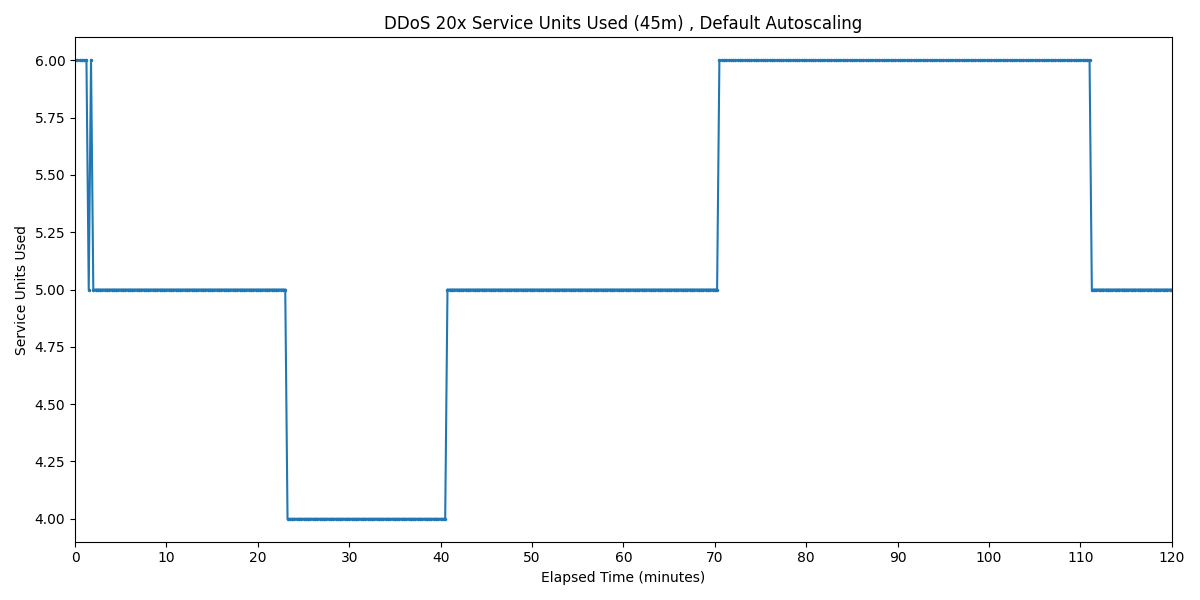 DDoS 20x Service Units Used (45m) , Default Autoscaling
Service Units Used
6.00
5.75
5.50
5.25
5.00
4.75
4.50
4.25
4.00
0 10 20 30 40 50 60 70 80 90 100 110 120
Elapsed Time (minutes)